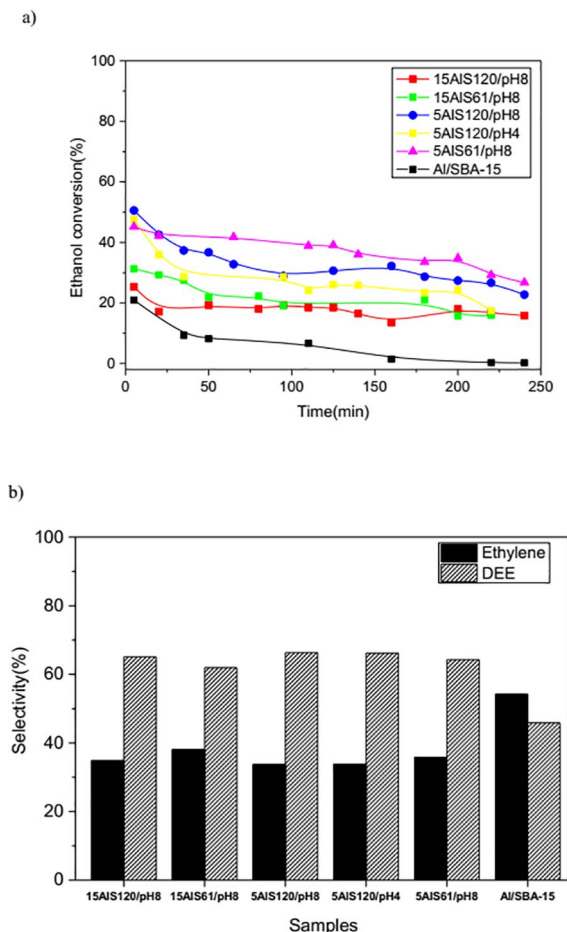 a)
100
80
60
40
20
0
Ethanol conversion(%)
15AlS120/pH8
15AlS61/pH8
5AlS120/pH8
5AlS120/pH4
5AlS61/pH8
Al/SBA-15
0 50 100 150 200 250
Time(min)
b)
100
80
60
40
20
0
Selectivity(%)
Ethylene
DEE
15AlS120/pH8 15AlS61/pH8 5AlS120/pH8 5AlS120/pH4 5AlS61/pH8 Al/SBA-15
Samples